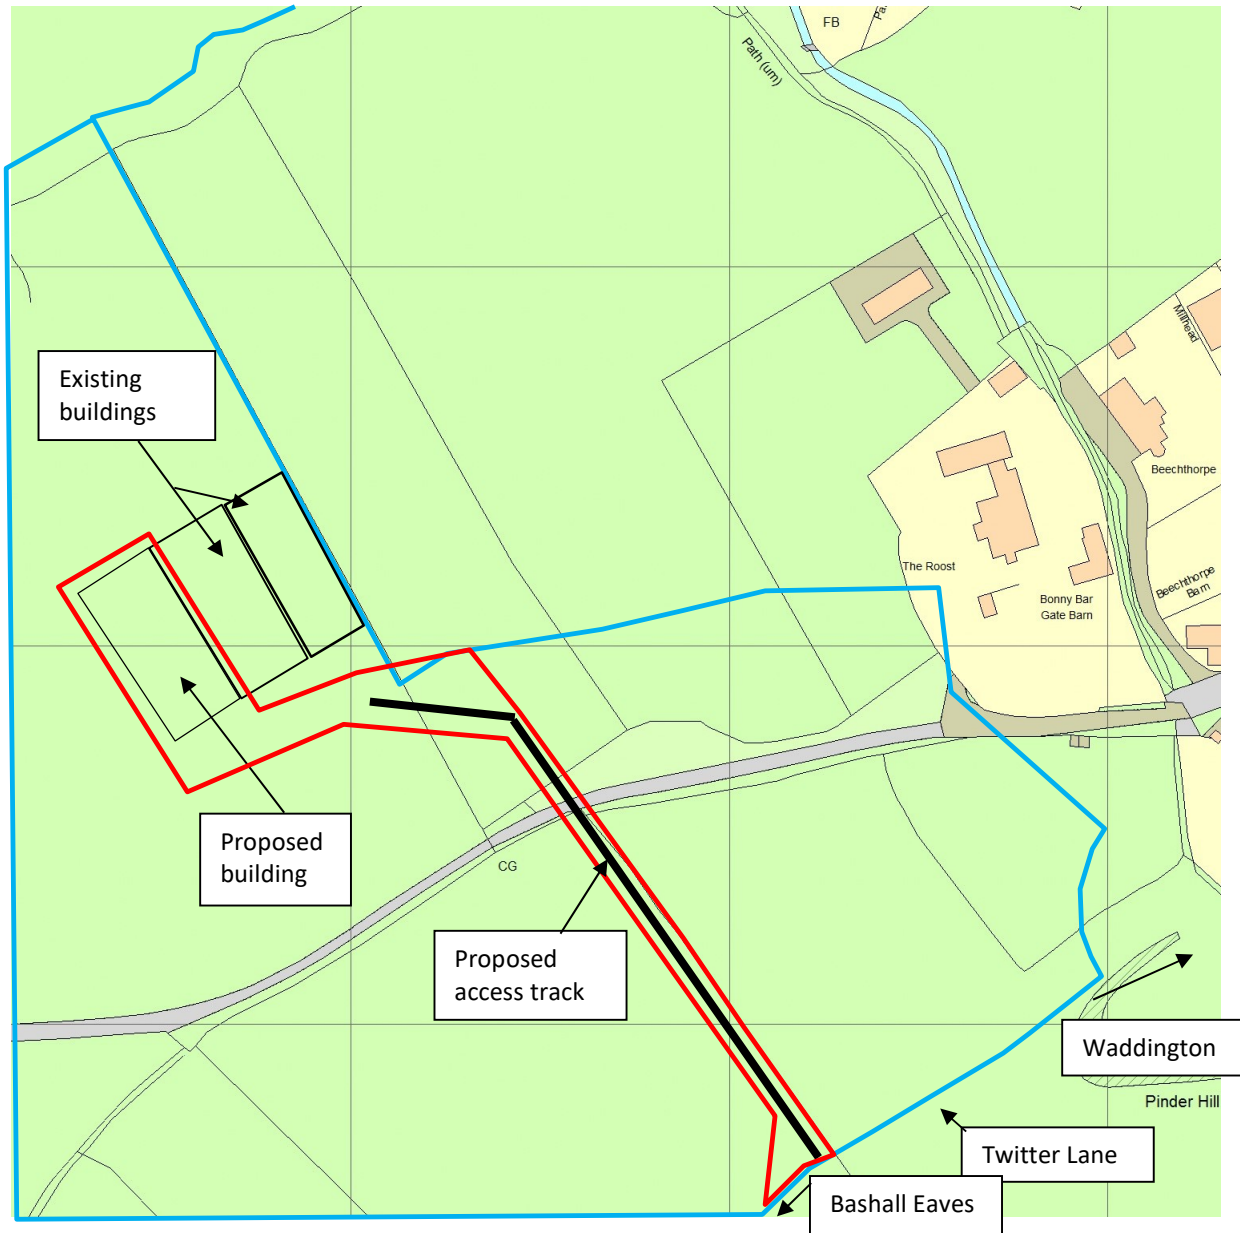 FB
Pa
Path (um)
Millhead
Existing
buildings
Beechthorpe
The Roost
Beechthorpe
Barn
Bonny Bar
Gate Barn
Proposed
building
CG
Proposed
access track
Waddington
Pinder Hill
Twitter Lane
Bashall Eaves